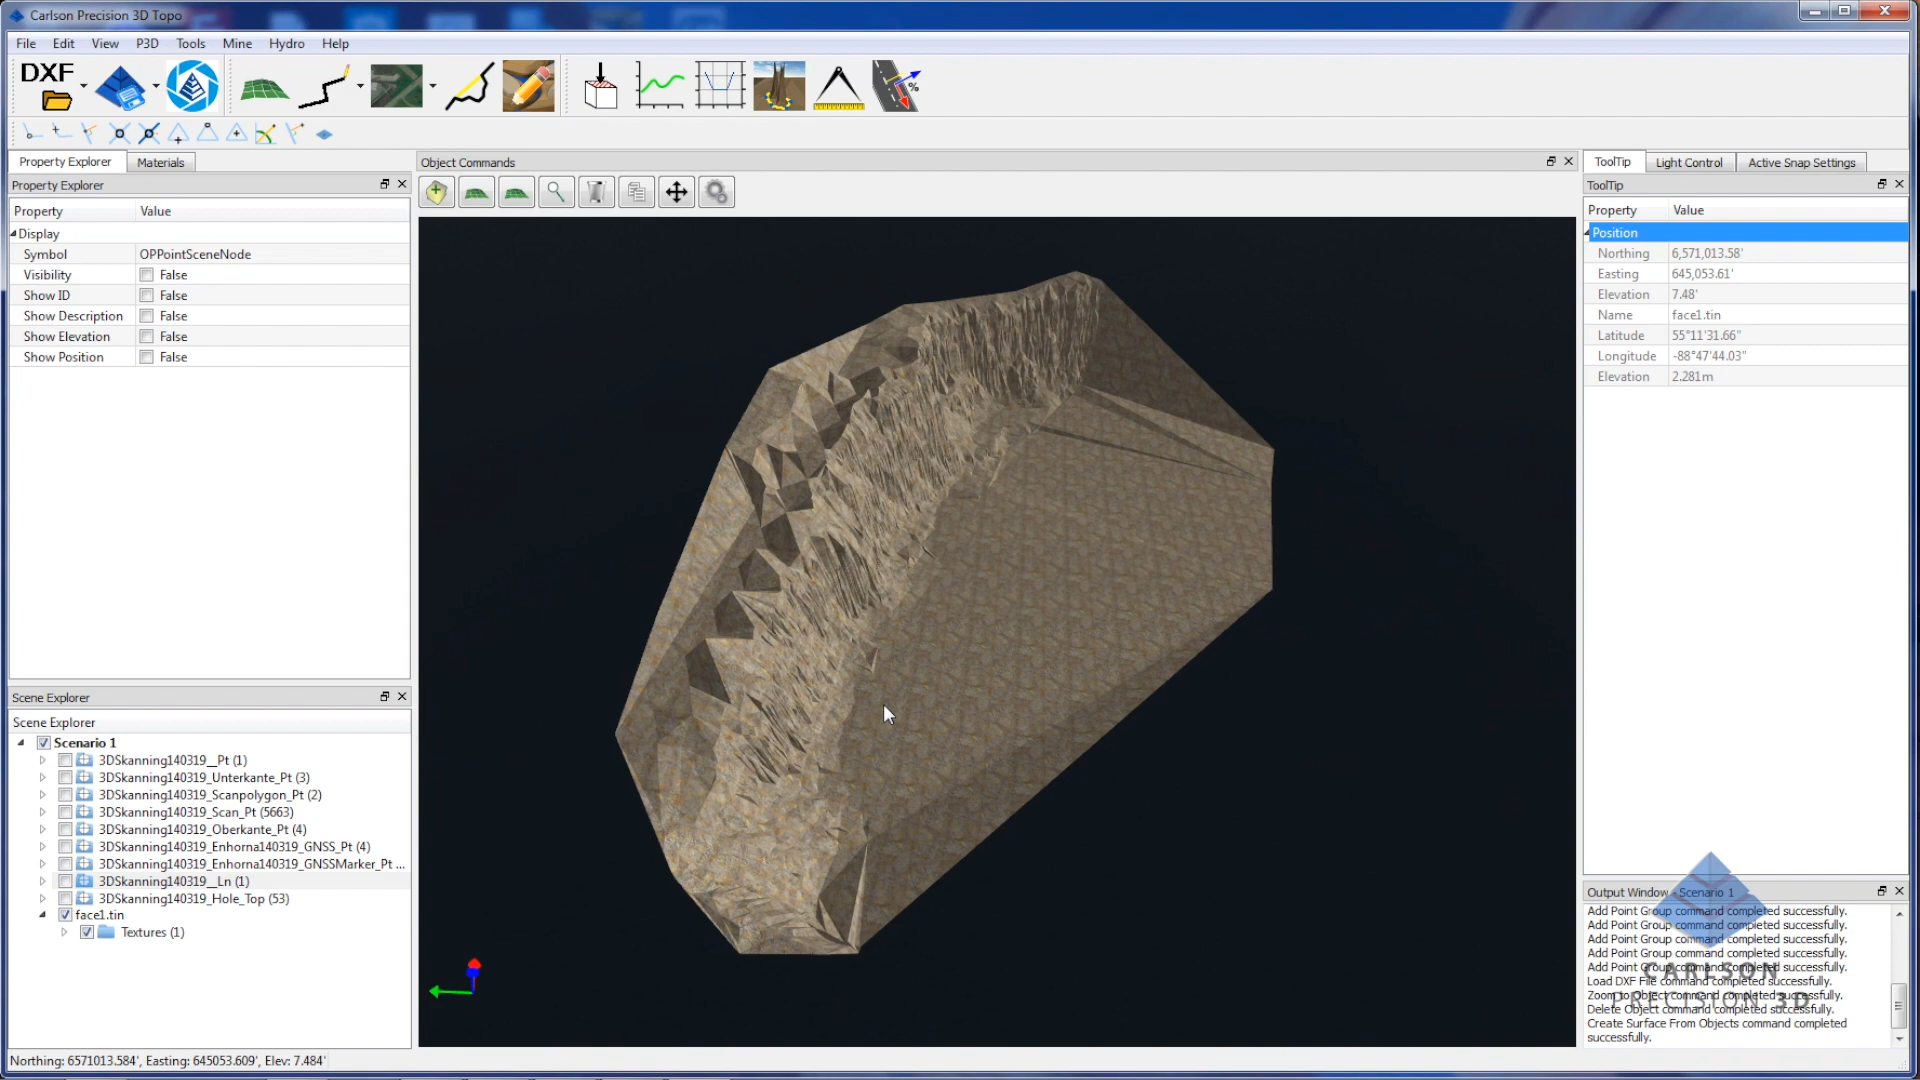 Carlson Precision 3D Topo
File Edit View P3D Tools Mine Hydro Help
DXF
%
Property Explorer Materials
Property Explorer
Property Value
Display
Symbol OPPointSceneNode
Visibility False
Show ID False
Show Description False
Show Elevation False
Show Position False
Scene Explorer
Scene Explorer
Scenario 1
3DSkanning140319__Pt (1)
3DSkanning140319_Unterkante_Pt (3)
3DSkanning140319_Scanpolygon_Pt (2)
3DSkanning140319_Scan_Pt (5663)
3DSkanning140319_Oberkante_Pt (4)
3DSkanning140319_Enhorna140319_GNSS_Pt (4)
3DSkanning140319_Enhorna140319_GNSSMarker_Pt ...
3DSkanning140319__Ln (1)
3DSkanning140319_Hole_Top (53)
face1.tin
Textures (1)
Object Commands
ToolTip Light Control Active Snap Settings
ToolTip
Property Value
Position
Northing 6,571,013.58'
Easting 645,053.61'
Elevation 7.48'
Name face1.tin
Latitude 55°11'31.66"
Longitude -88°47'44.03"
Elevation 2.281m
Output Window - Scenario 1
Add Point Group command completed successfully.
Add Point Group command completed successfully.
Add Point Group command completed successfully.
Add Point Group command completed successfully.
Add Point Group command completed successfully.
Load DXF File command completed successfully.
Zoom to Object command completed successfully.
Delete Object command completed successfully.
Create Surface From Objects command completed
successfully.
CARLSON
PRECISION 3D
Northing: 6571013.584', Easting: 645053.609', Elev: 7.484'